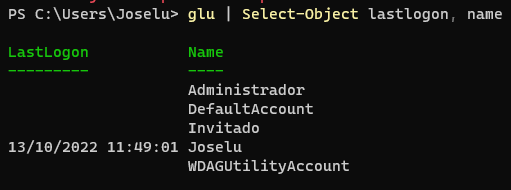 PS C:\Users\Joselu> glu | Select-Object lastlogon, name
LastLogon Name
--------- ----
Administrador
DefaultAccount
Invitado
13/10/2022 11:49:01 Joselu
WDAGUtilityAccount